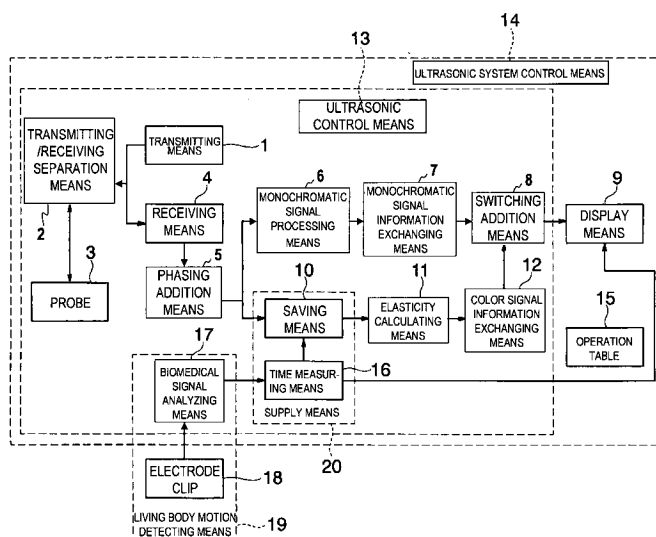 14
ULTRASONIC SYSTEM CONTROL MEANS
13
ULTRASONIC
CONTROL MEANS
TRANSMITTING
/RECEIVING
SEPARATION
MEANS
2
TRANSMITTING
MEANS
1
4
RECEIVING
MEANS
3
PROBE
5
PHASING
ADDITION
MEANS
6
MONOCHROMATIC
SIGNAL
PROCESSING
MEANS
7
MONOCHROMATIC
SIGNAL
INFORMATION
EXCHANGING
MEANS
8
SWITCHING
ADDITION
MEANS
9
DISPLAY
MEANS
10
SAVING
MEANS
11
ELASTICITY
CALCULATING
MEANS
12
COLOR SIGNAL
INFORMATION
EXCHANGING
MEANS
15
OPERATION
TABLE
17
BIOMEDICAL
SIGNAL
ANALYZING
MEANS
TIME MEASUR-
ING MEANS
16
SUPPLY MEANS
20
ELECTRODE
CLIP
18
LIVING BODY MOTION
DETECTING MEANS
19